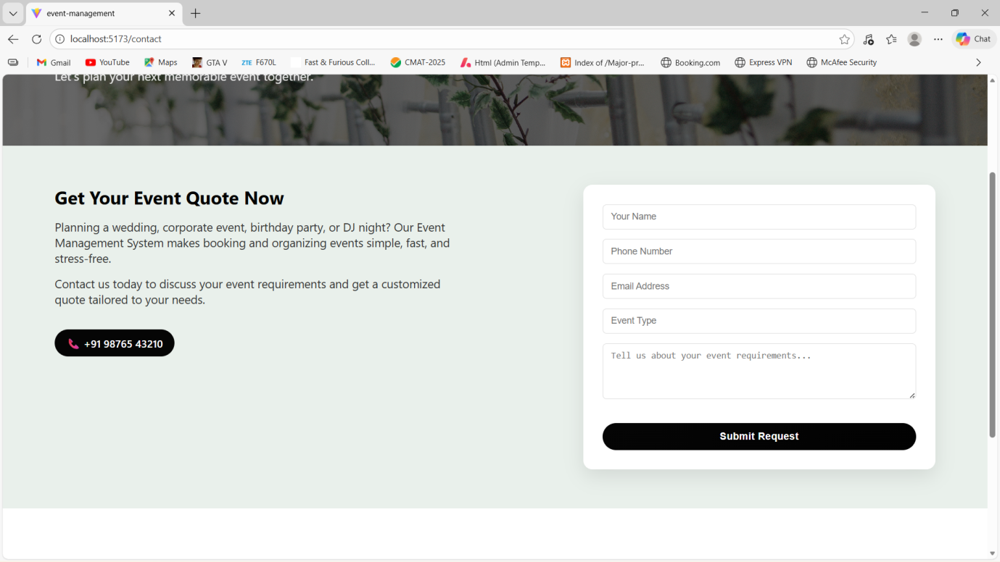 event-management
localhost:5173/contact
Chat
Gmail
YouTube
Maps
GTA V
ZTE F670L
Fast & Furious Coll...
CMAT-2025
Html (Admin Temp...
Index of /Major-pr...
Booking.com
Express VPN
McAfee Security
Let's plan your next memorable event together.
Get Your Event Quote Now
Planning a wedding, corporate event, birthday party, or DJ night? Our Event
Management System makes booking and organizing events simple, fast, and
stress-free.
Contact us today to discuss your event requirements and get a customized
quote tailored to your needs.
+91 98765 43210
Your Name
Phone Number
Email Address
Event Type
Tell us about your event requirements...
Submit Request